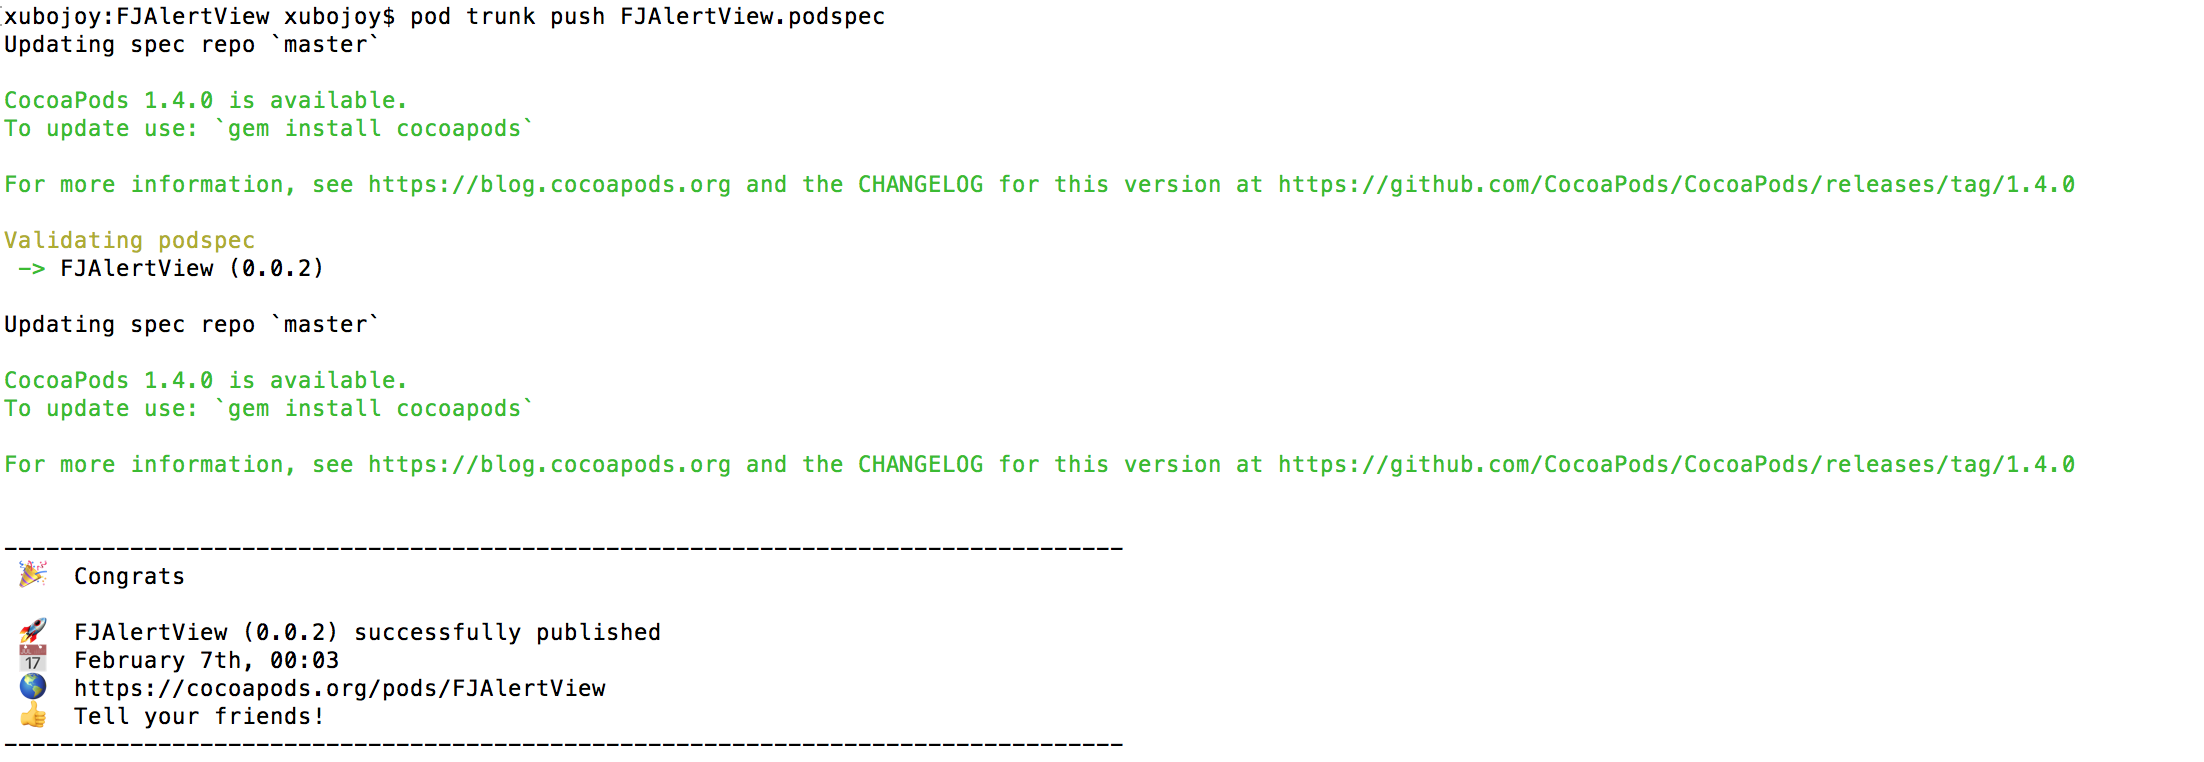 xubojoy:FJAlertView xubojoy$ pod trunk push FJAlertView.podspec
Updating spec repo `master`
CocoaPods 1.4.0 is available.
To update use: `gem install cocoapods`
For more information, see https://blog.cocoapods.org and the CHANGELOG for this version at https://github.com/CocoaPods/CocoaPods/releases/tag/1.4.0
Validating podspec
-> FJAlertView (0.0.2)
Updating spec repo `master`
CocoaPods 1.4.0 is available.
To update use: `gem install cocoapods`
For more information, see https://blog.cocoapods.org and the CHANGELOG for this version at https://github.com/CocoaPods/CocoaPods/releases/tag/1.4.0
--------------------------------------------------------------------------------
🎉  Congrats
🚀  FJAlertView (0.0.2) successfully published
📅  February 7th, 00:03
🌎  https://cocoapods.org/pods/FJAlertView
👍  Tell your friends!
--------------------------------------------------------------------------------